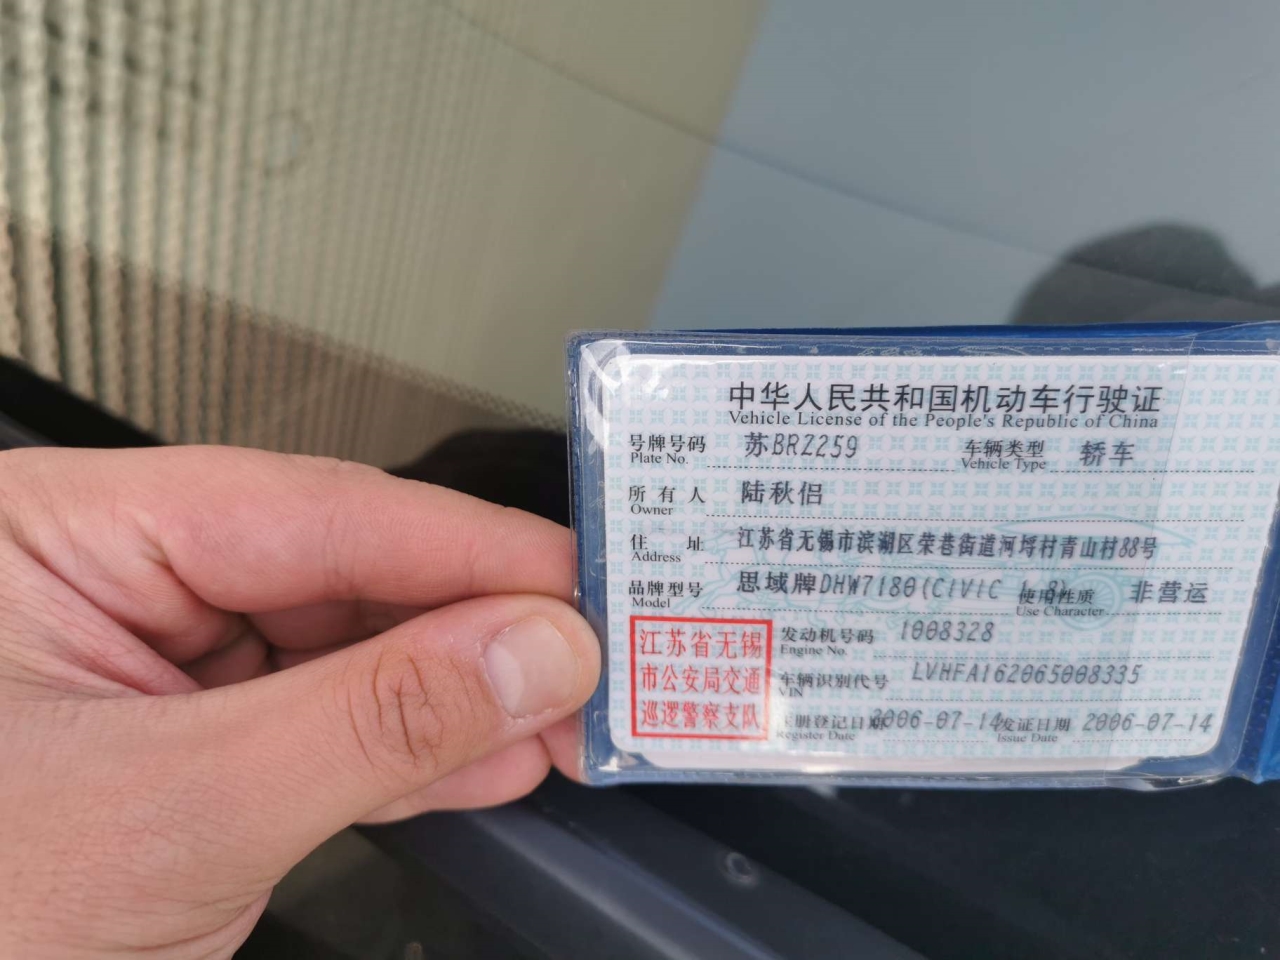 中华人民共和国机动车行驶证
Vehicle License of the People's Republic of China
号牌号码 苏BRZ259 车辆类型 轿车
Plate No. Vehicle Type
所有人 陆秋侣
Owner
住址 江苏省无锡市滨湖区荣巷街道河埒村青山村88号
Address
品牌型号 思域牌DHW7180(CIVIC 1.8) 使用性质 非营运
Model Use Character
江苏省无锡
市公安局交通
巡逻警察支队
发动机号码 1008328
Engine No.
车辆识别代号 LVHFA162065008335
VIN
注册登记日期 2006-07-14 发证日期 2006-07-14
Register Date Issue Date